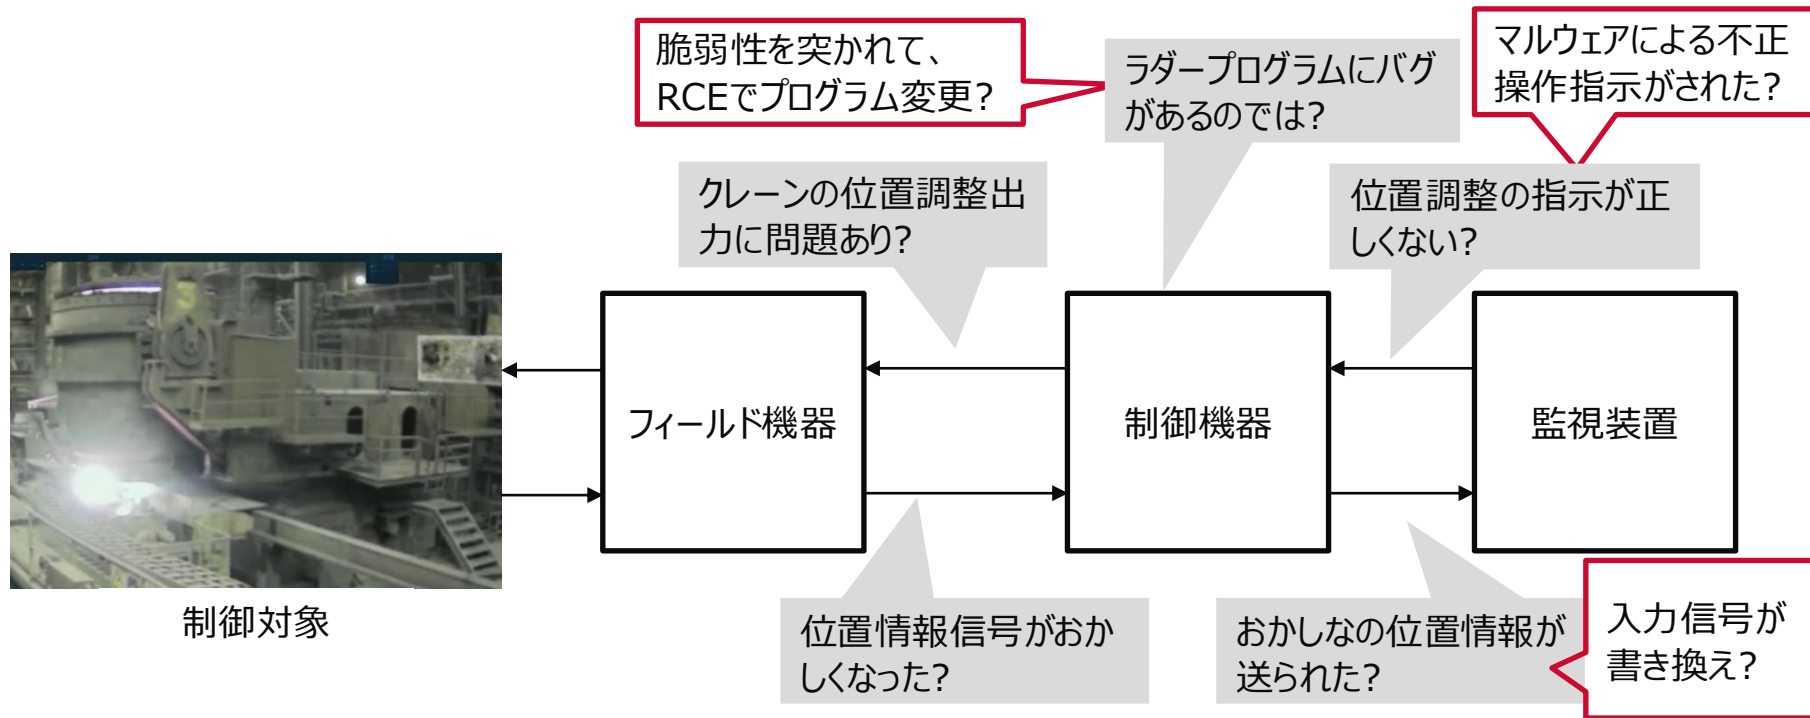 脆弱性を突かれて、
RCEでプログラム変更?
ラダープログラムにバグ
があるのでは?
マルウェアによる不正
操作指示がされた?
クレーンの位置調整出
力に問題あり?
位置調整の指示が正
しくない?
フィールド機器
制御機器
監視装置
制御対象
位置情報信号がおか
しくなった?
おかしなの位置情報が
送られた?
入力信号が
書き換え?